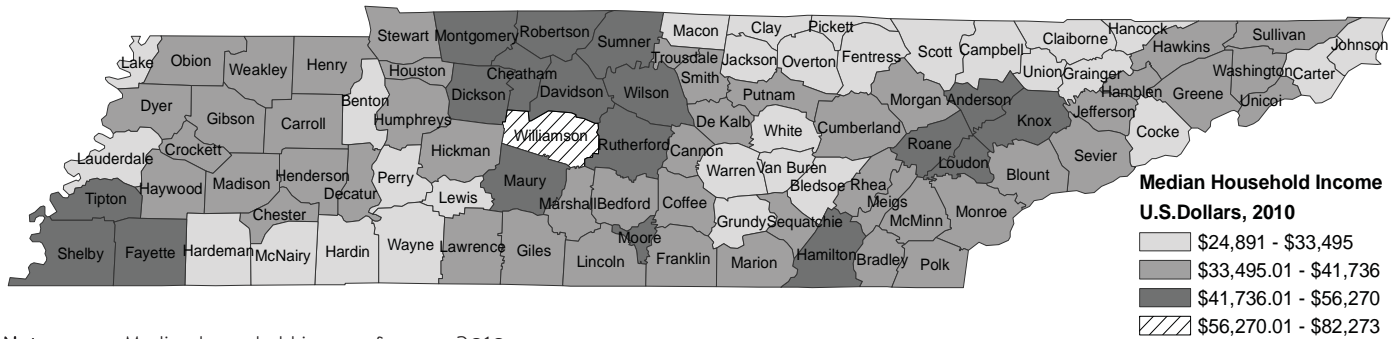 Stewart Montgomery Robertson Sumner Macon Clay Pickett Scott Campbell Claiborne Hancock Hawkins Sullivan Johnson
Lake Obion Weakley Henry Houston Cheatham Trousdale Smith Jackson Overton Fentress Union Grainger Hamblen Washington Carter
Dyer Gibson Carroll Benton Humphreys Dickson Davidson Wilson De Kalb Putnam White Cumberland Morgan Anderson Knox Jefferson Greene Unicoi
Lauderdale Crockett Hickman Williamson Rutherford Cannon Warren Van Buren Bledsoe Rhea Roane Loudon Blount Sevier Cocke
Tipton Haywood Madison Henderson Decatur Perry Lewis Maury Marshall Bedford Coffee Grundy Sequatchie Meigs McMinn Monroe
Shelby Fayette Hardeman Chester McNairy Hardin Wayne Lawrence Giles Lincoln Moore Franklin Marion Hamilton Bradley Polk
Median Household Income
U.S.Dollars, 2010
$24,891 - $33,495
$33,495.01 - $41,736
$41,736.01 - $56,270
$56,270.01 - $82,273